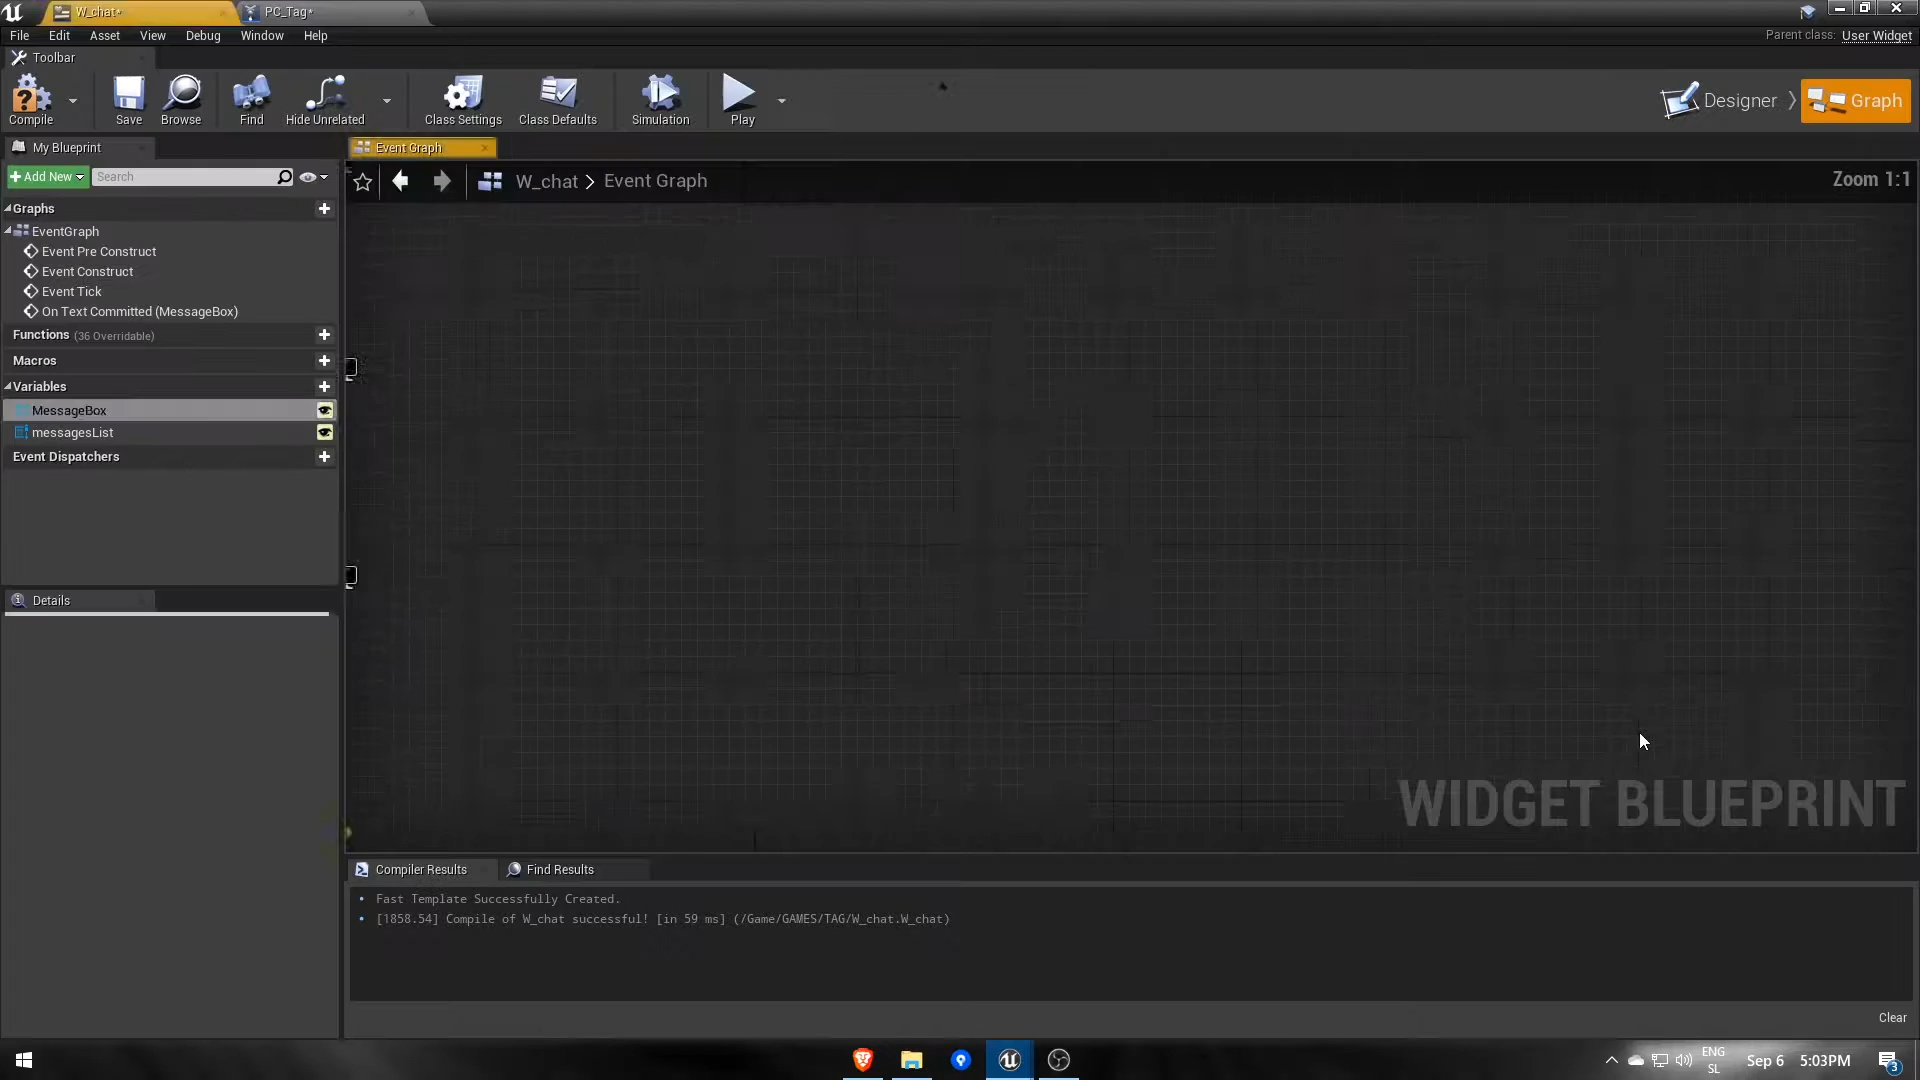 W_chat*
PC_Tag*
File Edit Asset View Debug Window Help
Parent class: User Widget
Toolbar
Compile Save Browse Find Hide Unrelated Class Settings Class Defaults Simulation Play
Designer Graph
My Blueprint
Event Graph
+ Add New Search
W_chat > Event Graph
Zoom 1:1
Graphs
EventGraph
Event Pre Construct
Event Construct
Event Tick
On Text Committed (MessageBox)
Functions (36 Overridable)
Macros
Variables
MessageBox
messagesList
Event Dispatchers
Details
WIDGET BLUEPRINT
Compiler Results Find Results
• Fast Template Successfully Created.
• [1858.54] Compile of W_chat successful! [in 59 ms] (/Game/GAMES/TAG/W_chat.W_chat)
Clear
ENG
SL
Sep 6 5:03PM
3